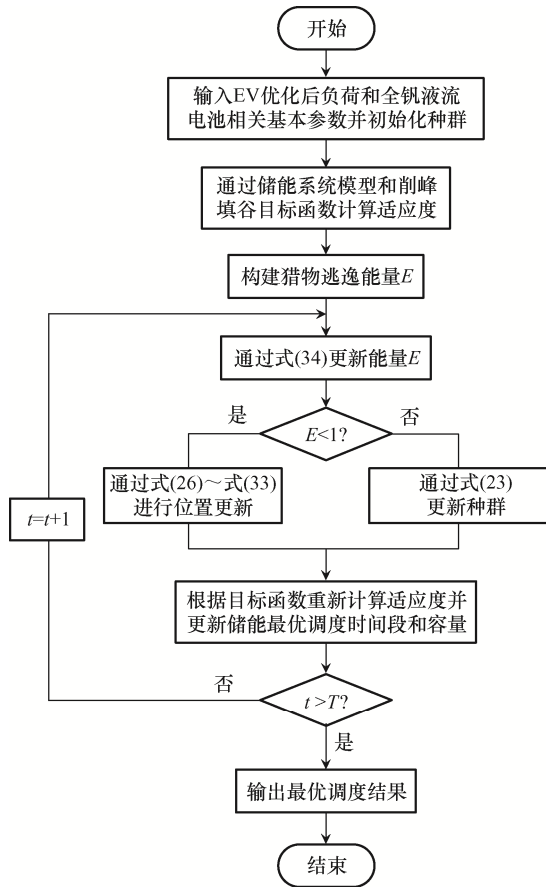 开始
输入EV优化后负荷和全钒液流
电池相关基本参数并初始化种群
通过储能系统模型和削峰
填谷目标函数计算适应度
构建猎物逃逸能量E
通过式(34)更新能量E
是
E<1?
否
通过式(26)～式(33)
进行位置更新
通过式(23)
更新种群
t=t+1
根据目标函数重新计算适应度并
更新储能最优调度时间段和容量
否
t >T?
是
输出最优调度结果
结束